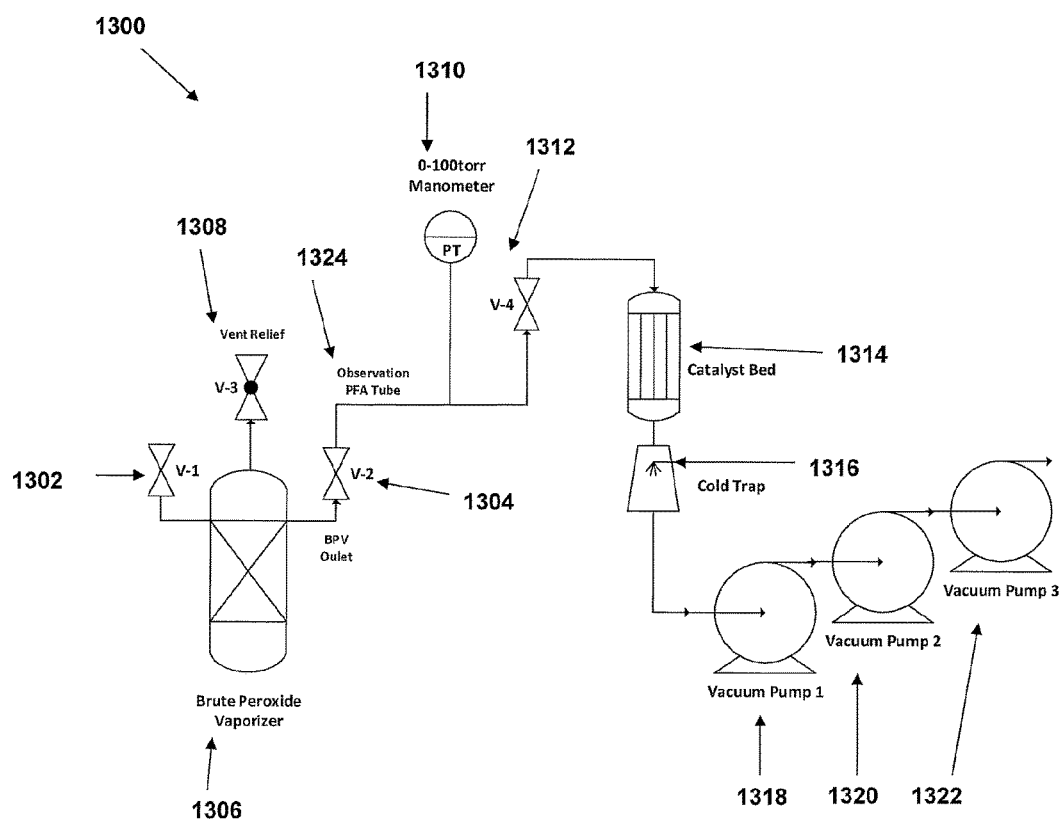 1300
1310
0-100torr
Manometer
1312
1308
1324
PT
Vent Relief
V-4
Observation
PFA Tube
1314
Catalyst Bed
V-3
1302
V-1
V-2
1304
1316
Cold Trap
BPV
Oulet
Vacuum Pump 3
Vacuum Pump 2
Vacuum Pump 1
Brute Peroxide
Vaporizer
1306
1318
1320
1322